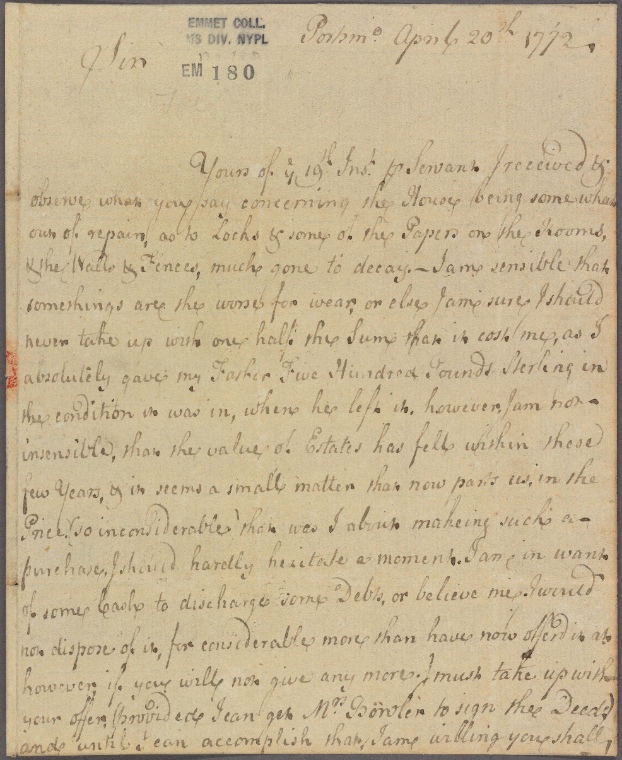 EMMET COLL.
MS DIV. NYPL
EM 180
Portsmo April 20th 1772.
Sir
Yours of ye 19th Inst. Servant I received &
observe what you say concerning the House being some what
out of repair, as to Locks & some of the Papers on the Rooms,
& the Walls & Fences, much gone to decay. – I am sensible that
somethings are the worse for wear, or else I am sure I should
never take up with one half the Sum that it cost me, as I
absolutely gave my Father Five Hundred Pounds Sterling in
the condition it was in, when he left it. however, I am not –
insensible, that the value of Estates has fell within these
few Years, & it seems a small matter that now parts us, in the
Price, (so inconsiderable) that was I about makeing such a –
purchase, I should hardly hesitate a moment. I am in want
of some Cash to discharge some Debts, or believe me I would
not dispose of it, for considerable more than have now offerd it at
however, if you will not give any more, I must take up with
your offer, (provided I can get Mrs. Bowler to sign the Deed)
and until I can accomplish that, I am willing you shall,